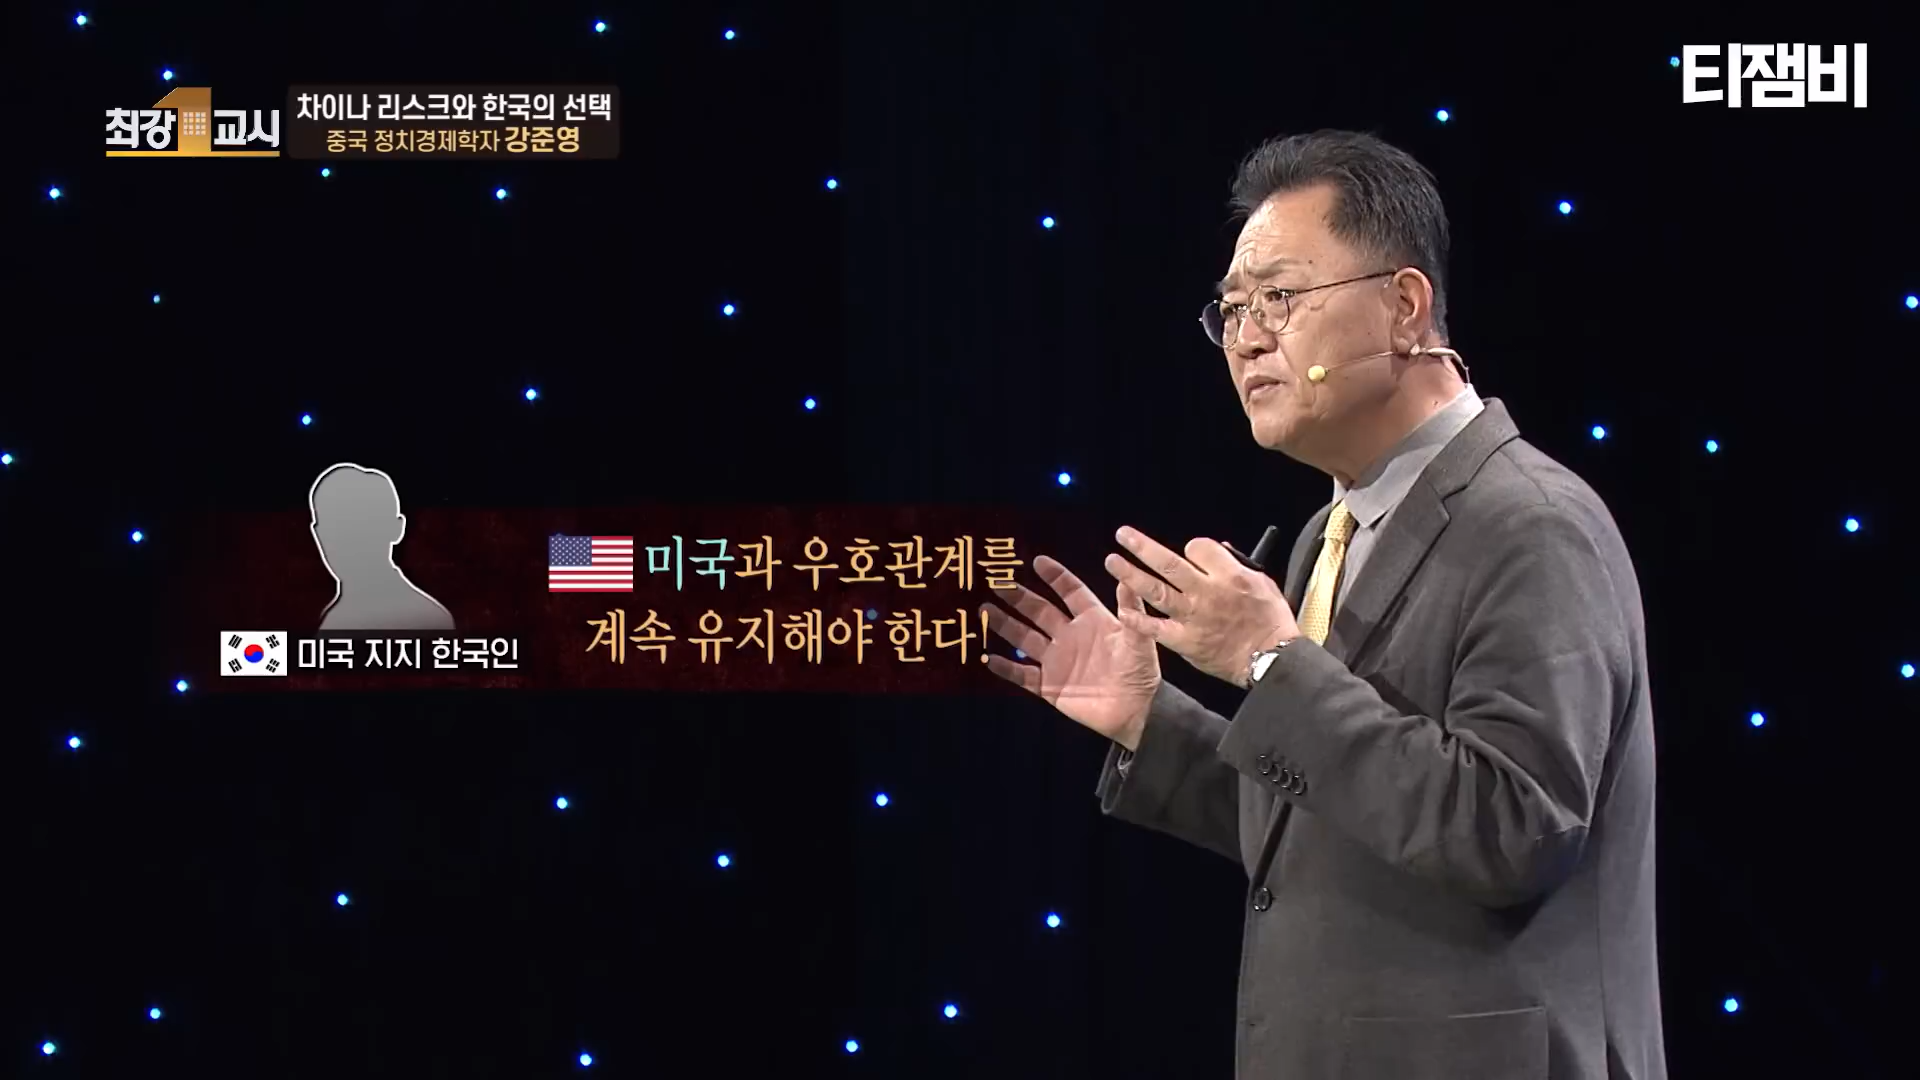 최강1교시
차이나 리스크와 한국의 선택
중국 정치경제학자 강준영
티잼비
미국 지지 한국인
미국과 우호관계를
계속 유지해야 한다!